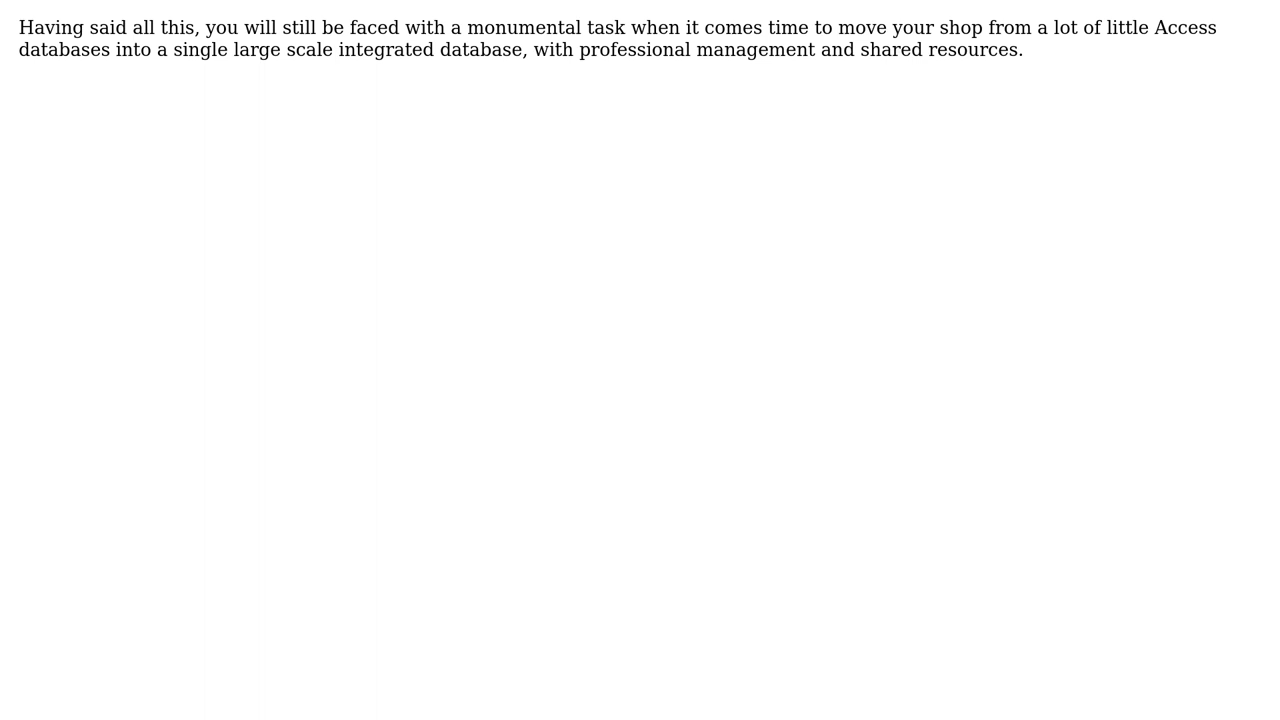 Having said all this, you will still be faced with a monumental task when it comes time to move your shop from a lot of little Access
databases into a single large scale integrated database, with professional management and shared resources.